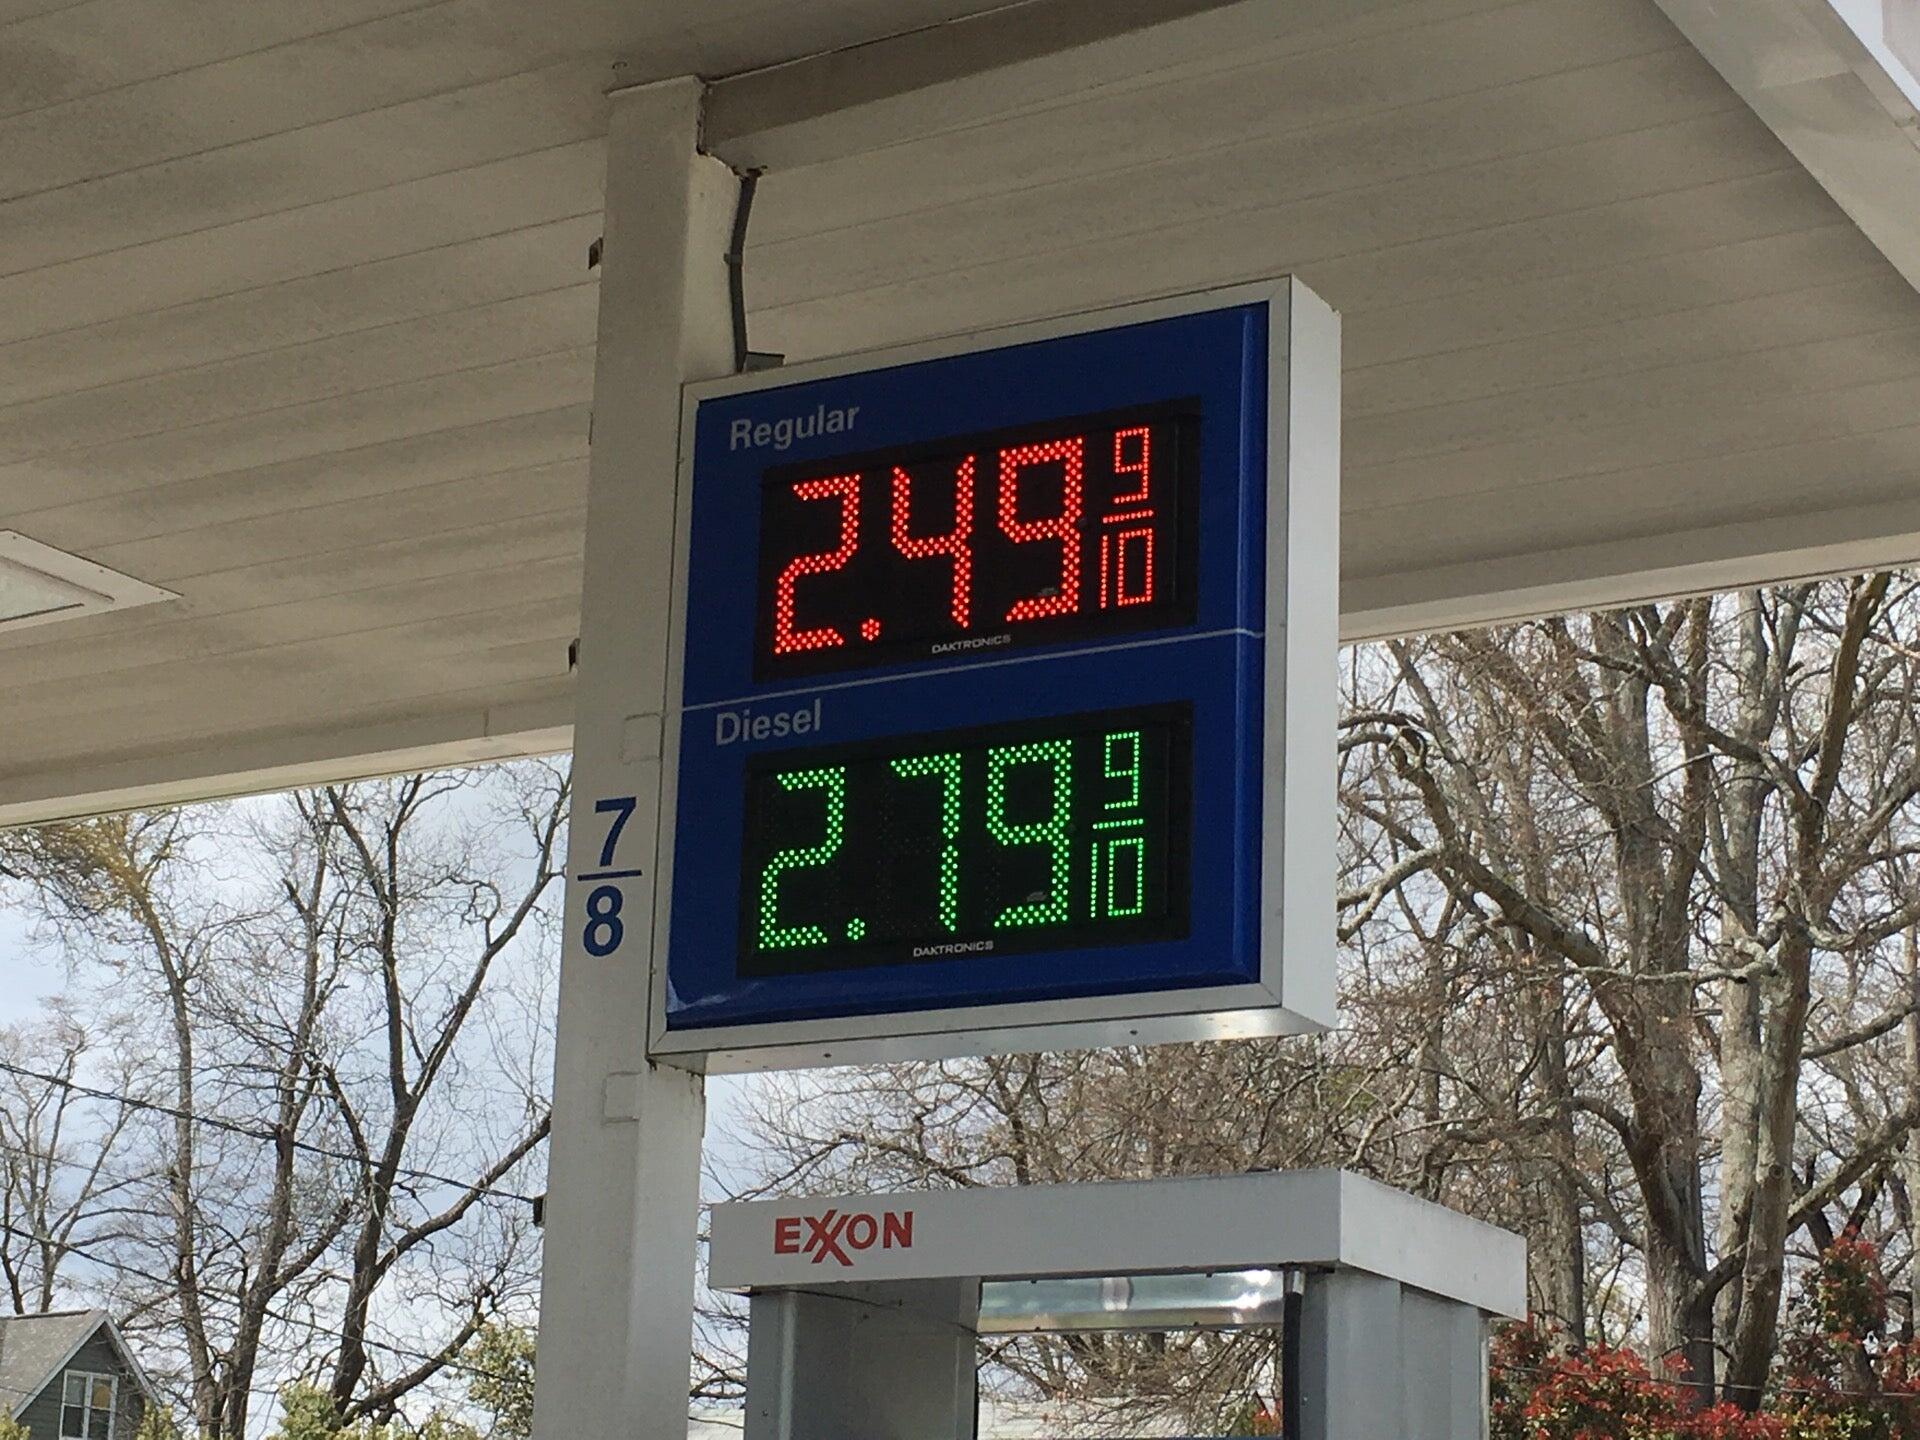 Regular
2.49 9/10
DAKTRONICS
Diesel
2.79 9/10
DAKTRONICS
7
8
EXXON